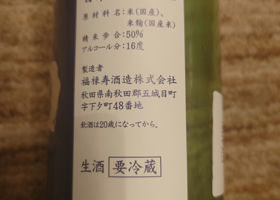 原材料名:米(国産)、
米麹(国産米)
精米歩合:50%
アルコール分:16度
製造者
福禄寿酒造株式会社
秋田県南秋田郡五城目町
字下夕町48番地
飲酒は20歳になってから。
生酒 要冷蔵